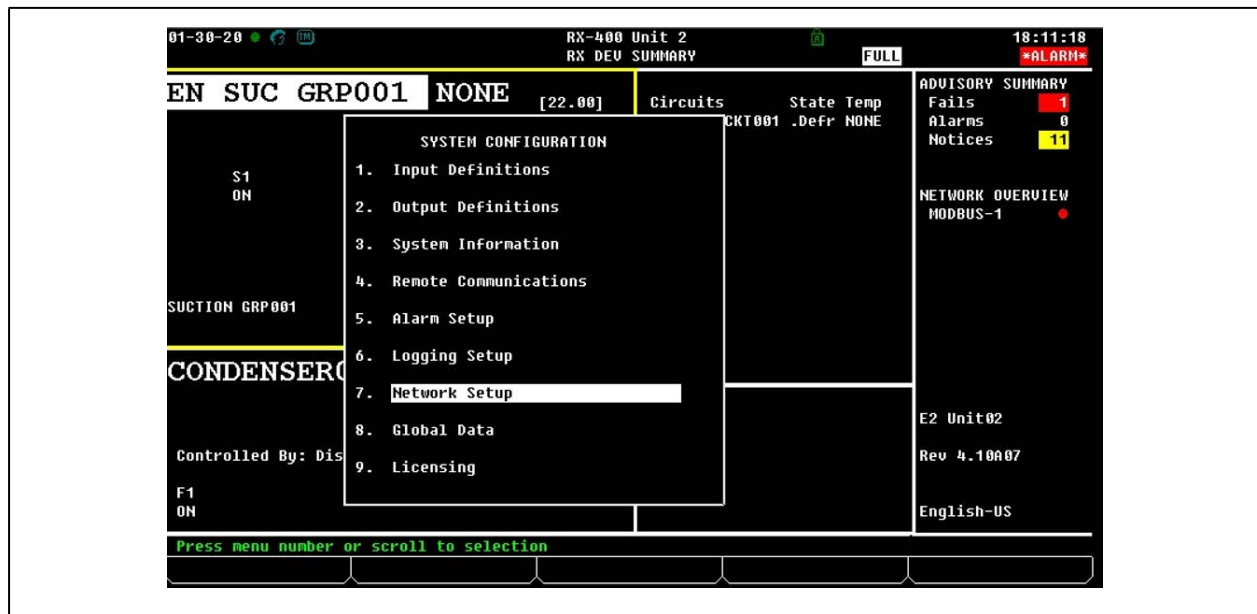 01-30-20 TM RX-400 Unit 2 18:11:18
RX DEV SUMMARY FULL *ALARM*
EN SUC GRP001 NONE [22.00]
Circuits State Temp
CKT001 .Defr NONE
ADVISORY SUMMARY
Fails 1
Alarms 0
Notices 11
S1
ON
NETWORK OVERVIEW
MODBUS-1
SYSTEM CONFIGURATION
1. Input Definitions
2. Output Definitions
3. System Information
4. Remote Communications
5. Alarm Setup
6. Logging Setup
7. Network Setup
8. Global Data
9. Licensing
SUCTION GRP001
CONDENSER(
Controlled By: Dis
F1
ON
E2 Unit02
Rev 4.10A07
English-US
Press menu number or scroll to selection